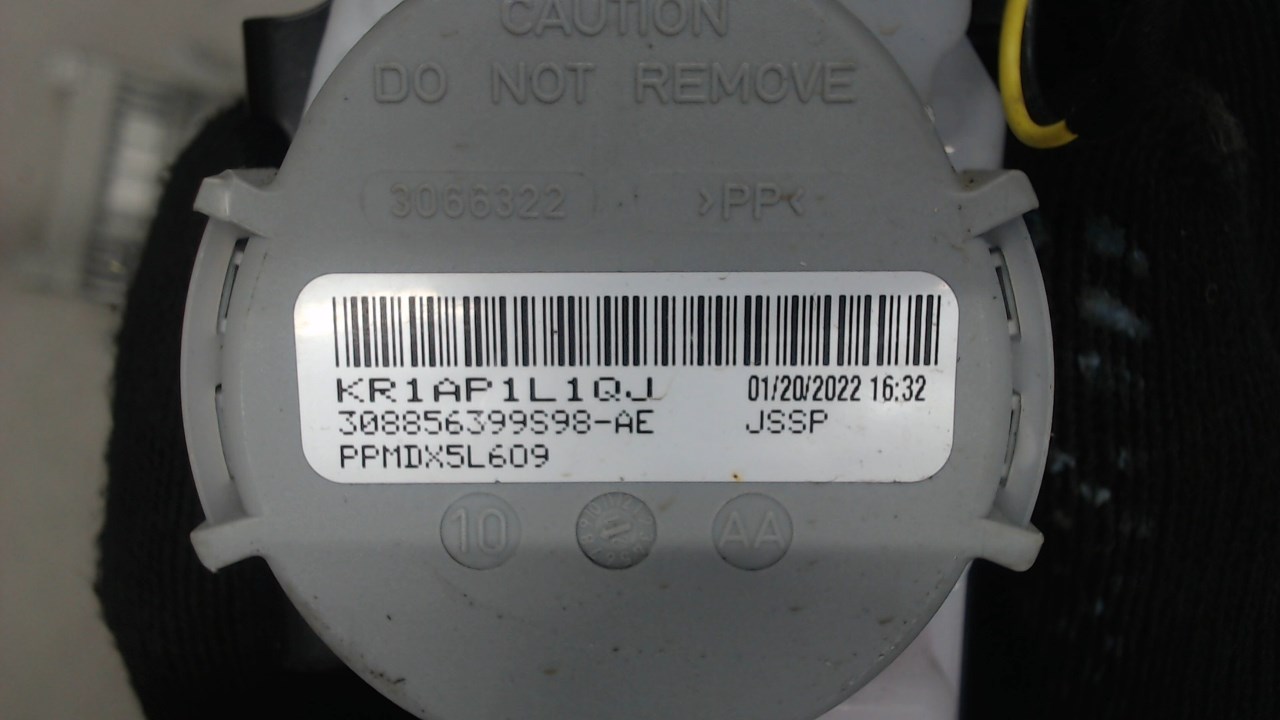 CAUTION
DO NOT REMOVE
3066322 >PP<
KR1AP1L1QJ 01/20/2022 16:32
308856399S98-AE JSSP
PPMDX5L609
10 AA